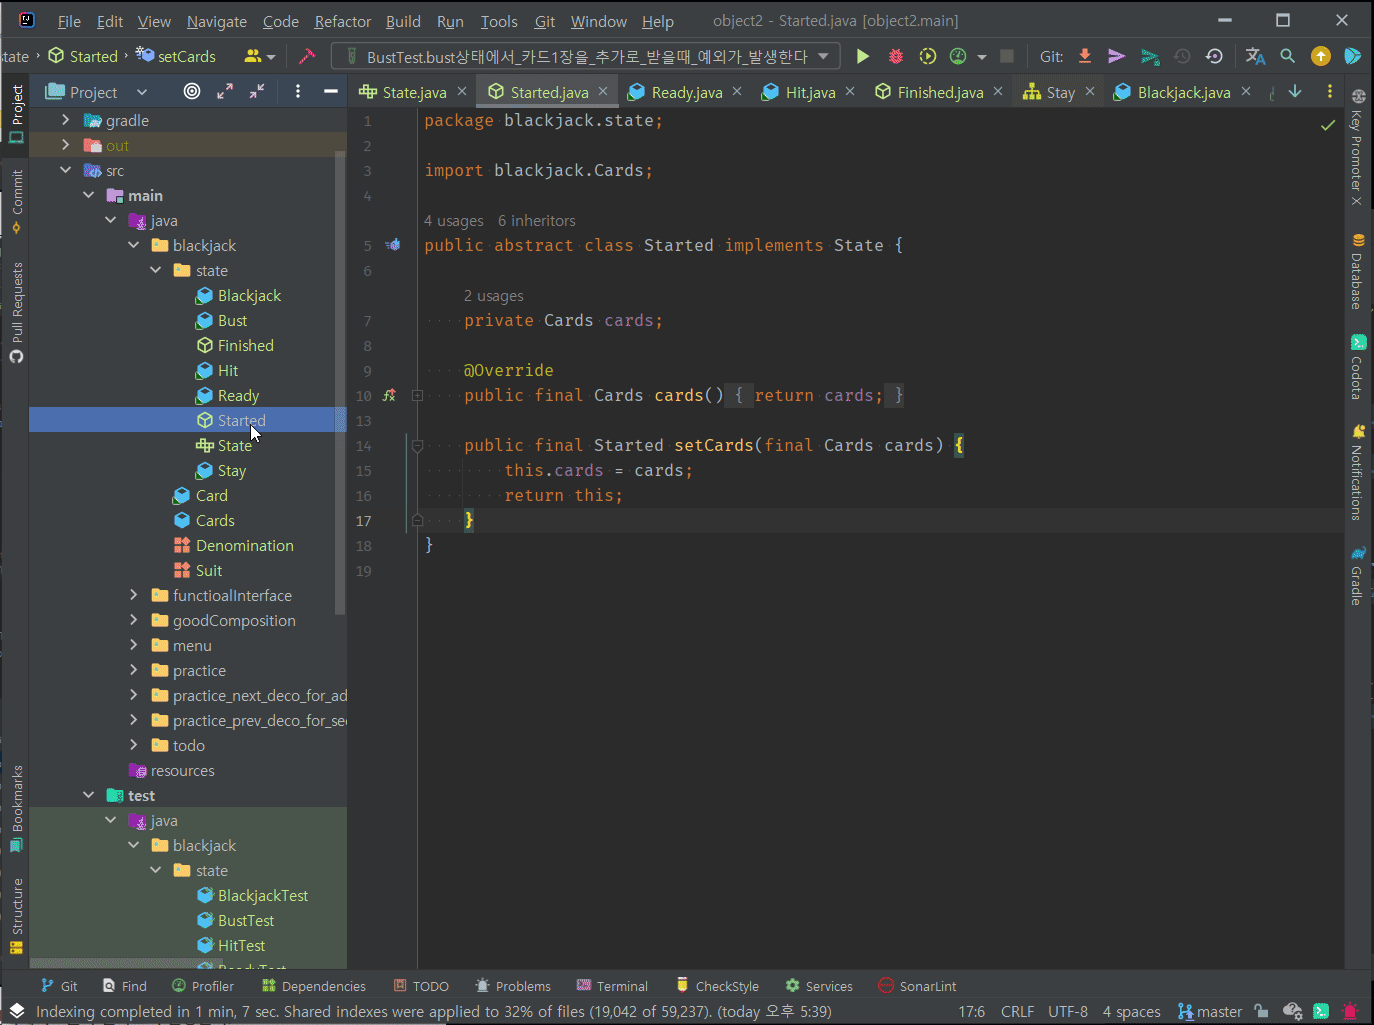 File Edit View Navigate Code Refactor Build Run Tools Git Window Help object2 - Started.java [object2.main]
tate › Started › setCards BustTest.bust상태에서_카드1장을_추가로_받을때_예외가_발생한다 Git:
Project
State.java Started.java Ready.java Hit.java Finished.java Stay Blackjack.java
gradle
out
src
main
java
blackjack
state
Blackjack
Bust
Finished
Hit
Ready
Started
State
Stay
Card
Cards
Denomination
Suit
functioalInterface
goodComposition
menu
practice
practice_next_deco_for_ad
practice_prev_deco_for_se
todo
resources
test
java
blackjack
state
BlackjackTest
BustTest
HitTest
ReadyTest
1 package blackjack.state;
2
3 import blackjack.Cards;
4
4 usages 6 inheritors
5 public abstract class Started implements State {
6
2 usages
7 private Cards cards;
8
9 @Override
10 public final Cards cards() { return cards; }
13
14 public final Started setCards(final Cards cards) {
15 this.cards = cards;
16 return this;
17 }
18 }
19
Project
Commit
Pull Requests
Bookmarks
Structure
Key Promoter X
Database
Codota
Notifications
Gradle
Git Find Profiler Dependencies TODO Problems Terminal CheckStyle Services SonarLint
Indexing completed in 1 min, 7 sec. Shared indexes were applied to 32% of files (19,042 of 59,237). (today 오후 5:39) 17:6 CRLF UTF-8 4 spaces master